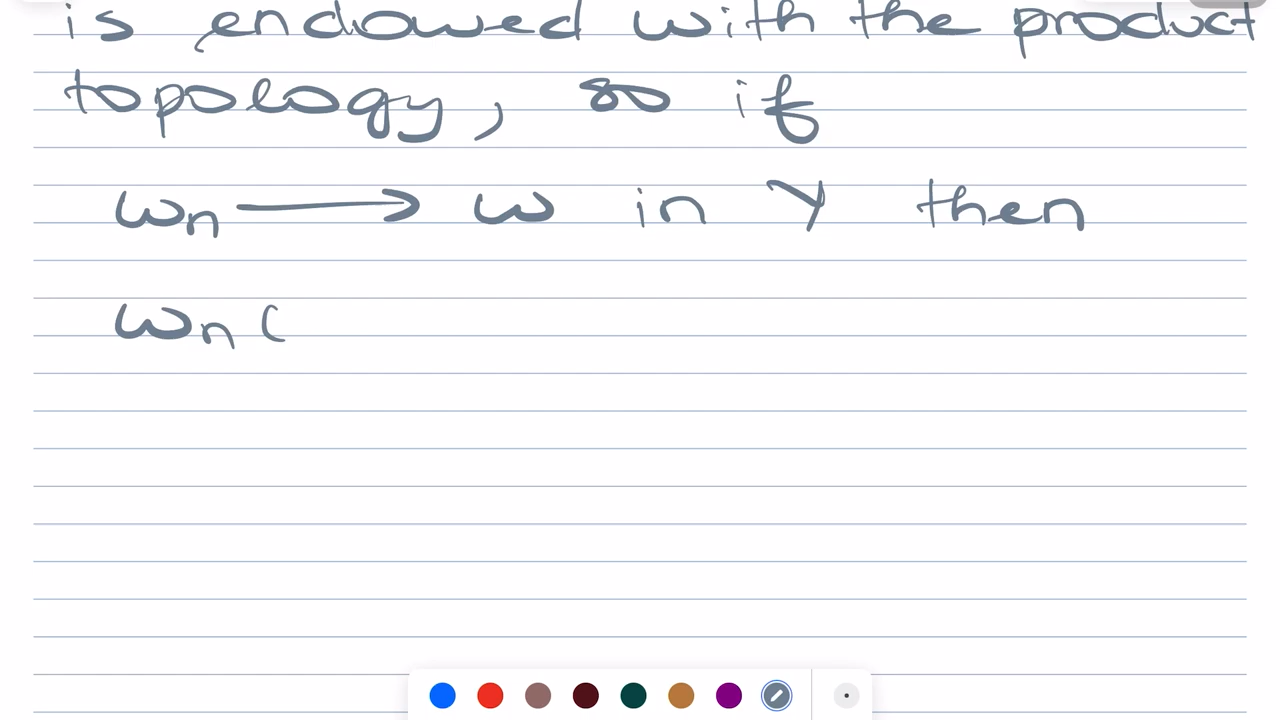 is endowed with the product
topology, so if
ωn ⟶ ω in Y then
ωn (